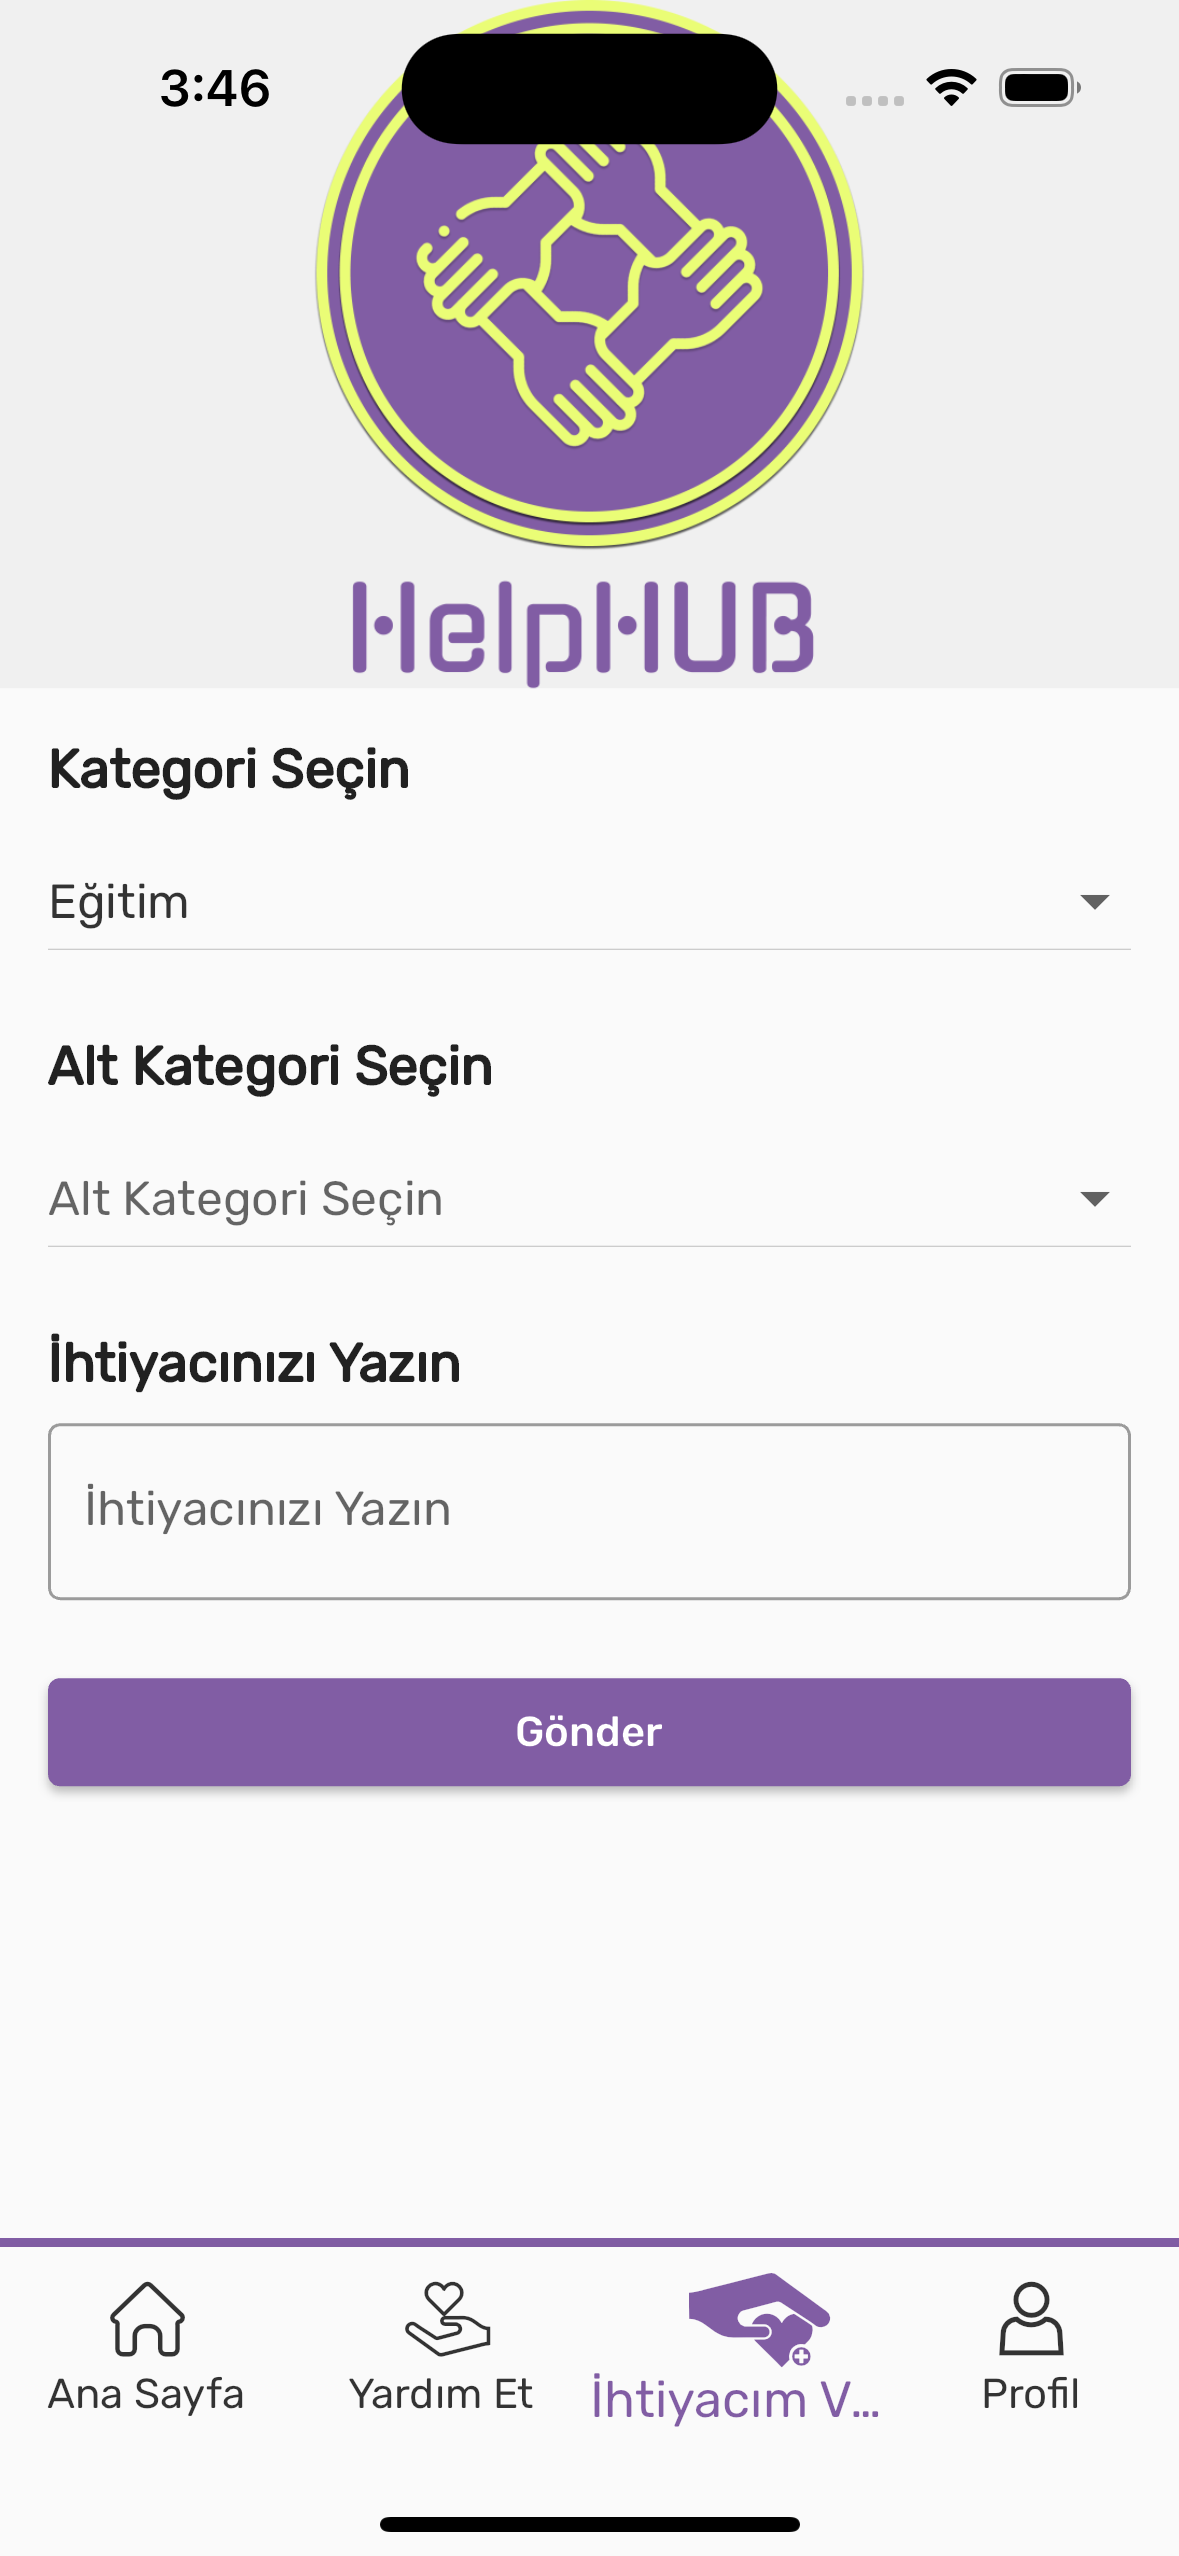 3:46
HelpHUB
Kategori Seçin
Eğitim
Alt Kategori Seçin
Alt Kategori Seçin
İhtiyacınızı Yazın
İhtiyacınızı Yazın
Gönder
Ana Sayfa
Yardım Et
İhtiyacım V...
Profil